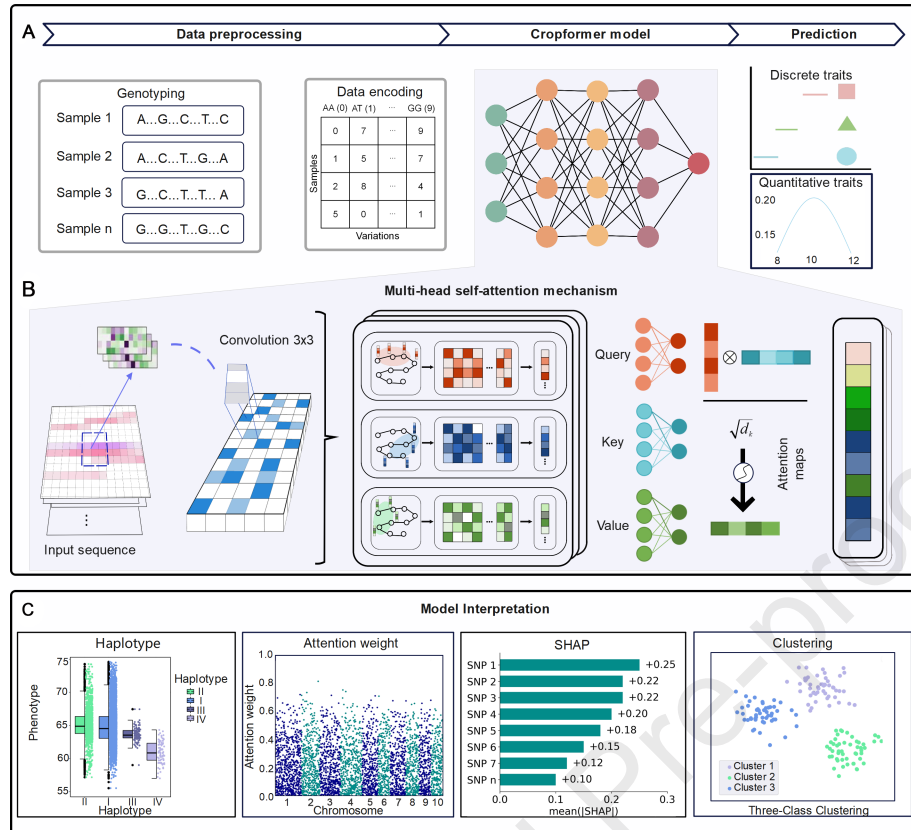 A
Data preprocessing
Cropformer model
Prediction
Genotyping
Sample 1
A...G...C...T...C
Sample 2
A...C...T...G...A
Sample 3
G...C...T...T... A
Sample n
G...G...T...G...C
Data encoding
AA (0) AT (1) ... GG (9)
Samples
0 7 ... 9
1 5 ... 7
2 8 ... 4
5 0 ... 1
Variations
Discrete traits
Quantitative traits
0.20
0.15
8 10 12
B
Multi-head self-attention mechanism
Convolution 3x3
Input sequence
...
Query
Key
Value
⊗
√d_k
Attention
maps
C
Model Interpretation
Haplotype
Phenotype
75
70
65
60
55
II I III IV
Haplotype
Haplotype
II
I
III
IV
Attention weight
Attention weight
1.0
0.8
0.6
0.4
0.2
0.0
1 2 3 4 5 6 7 8 9 10
Chromosome
SHAP
SNP 1 +0.25
SNP 2 +0.22
SNP 3 +0.22
SNP 4 +0.20
SNP 5 +0.18
SNP 6 +0.15
SNP 7 +0.12
SNP n +0.10
0.0 0.1 0.2 0.3
mean(|SHAP|)
Clustering
Cluster 1
Cluster 2
Cluster 3
Three-Class Clustering
Pre-proo